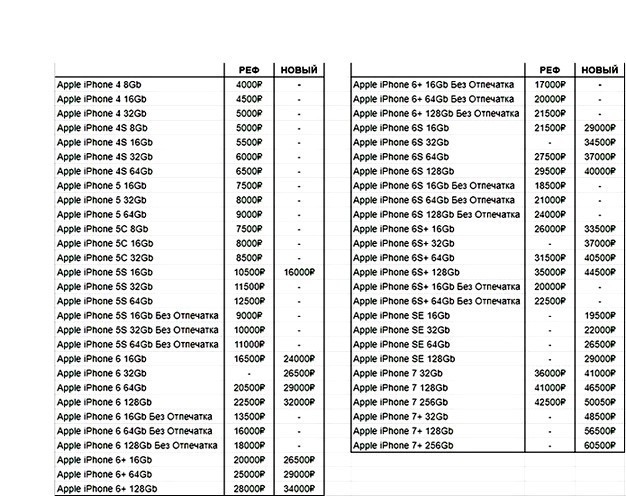 РЕФ НОВЫЙ
Apple iPhone 4 8Gb 4000₽ -
Apple iPhone 4 16Gb 4500₽ -
Apple iPhone 4 32Gb 5000₽ -
Apple iPhone 4S 8Gb 5000₽ -
Apple iPhone 4S 16Gb 5500₽ -
Apple iPhone 4S 32Gb 6000₽ -
Apple iPhone 4S 64Gb 6500₽ -
Apple iPhone 5 16Gb 7500₽ -
Apple iPhone 5 32Gb 8000₽ -
Apple iPhone 5 64Gb 9000₽ -
Apple iPhone 5C 8Gb 7500₽ -
Apple iPhone 5C 16Gb 8000₽ -
Apple iPhone 5C 32Gb 8500₽ -
Apple iPhone 5S 16Gb 10500₽ 16000₽
Apple iPhone 5S 32Gb 11500₽ -
Apple iPhone 5S 64Gb 12500₽ -
Apple iPhone 5S 16Gb Без Отпечатка 9000₽ -
Apple iPhone 5S 32Gb Без Отпечатка 10000₽ -
Apple iPhone 5S 64Gb Без Отпечатка 11000₽ -
Apple iPhone 6 16Gb 16500₽ 24000₽
Apple iPhone 6 32Gb - 26500₽
Apple iPhone 6 64Gb 20500₽ 29000₽
Apple iPhone 6 128Gb 22500₽ 32000₽
Apple iPhone 6 16Gb Без Отпечатка 13500₽ -
Apple iPhone 6 64Gb Без Отпечатка 16000₽ -
Apple iPhone 6 128Gb Без Отпечатка 18000₽ -
Apple iPhone 6+ 16Gb 20000₽ 26500₽
Apple iPhone 6+ 64Gb 25000₽ 29000₽
Apple iPhone 6+ 128Gb 28000₽ 34000₽
РЕФ НОВЫЙ
Apple iPhone 6+ 16Gb Без Отпечатка 17000₽ -
Apple iPhone 6+ 64Gb Без Отпечатка 20000₽ -
Apple iPhone 6+ 128Gb Без Отпечатка 21500₽ -
Apple iPhone 6S 16Gb 21500₽ 29000₽
Apple iPhone 6S 32Gb - 34500₽
Apple iPhone 6S 64Gb 27500₽ 37000₽
Apple iPhone 6S 128Gb 29500₽ 40000₽
Apple iPhone 6S 16Gb Без Отпечатка 18500₽ -
Apple iPhone 6S 64Gb Без Отпечатка 21000₽ -
Apple iPhone 6S 128Gb Без Отпечатка 24000₽ -
Apple iPhone 6S+ 16Gb 26000₽ 33500₽
Apple iPhone 6S+ 32Gb - 37000₽
Apple iPhone 6S+ 64Gb 31500₽ 40500₽
Apple iPhone 6S+ 128Gb 35000₽ 44500₽
Apple iPhone 6S+ 16Gb Без Отпечатка 20000₽ -
Apple iPhone 6S+ 64Gb Без Отпечатка 22500₽ -
Apple iPhone SE 16Gb - 19500₽
Apple iPhone SE 32Gb - 22000₽
Apple iPhone SE 64Gb - 26500₽
Apple iPhone SE 128Gb - 29000₽
Apple iPhone 7 32Gb 36000₽ 41000₽
Apple iPhone 7 128Gb 41000₽ 46500₽
Apple iPhone 7 256Gb 42500₽ 50050₽
Apple iPhone 7+ 32Gb - 48500₽
Apple iPhone 7+ 128Gb - 56500₽
Apple iPhone 7+ 256Gb - 60500₽